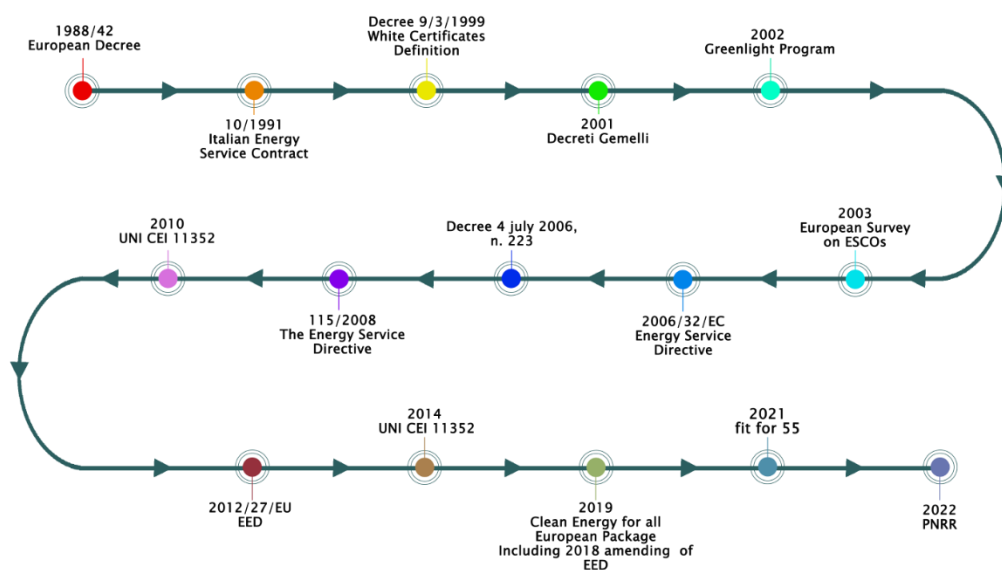 1988/42
European Decree
10/1991
Italian Energy
Service Contract
Decree 9/3/1999
White Certificates
Definition
2001
Decreti Gemelli
2002
Greenlight Program
2003
European Survey
on ESCOs
2006/32/EC
Energy Service
Directive
Decree 4 july 2006,
n. 223
115/2008
The Energy Service
Directive
2010
UNI CEI 11352
2012/27/EU
EED
2014
UNI CEI 11352
2019
Clean Energy for all
European Package
Including 2018 amending of
EED
2021
fit for 55
2022
PNRR